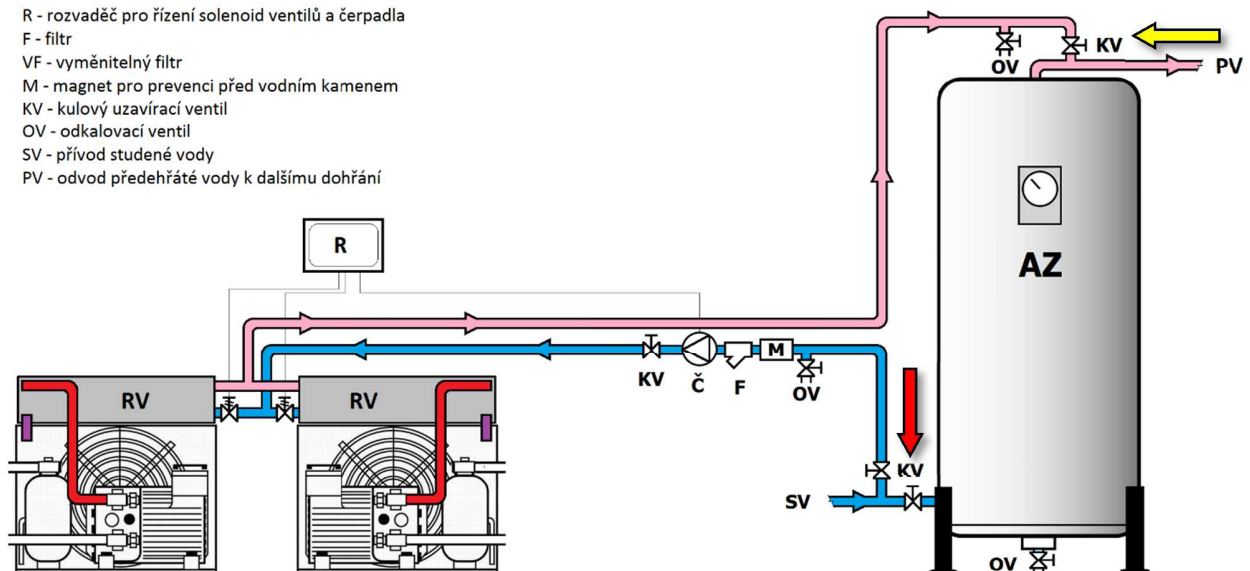 R - rozvaděč pro řízení solenoid ventilů a čerpadla
F - filtr
VF - vyměnitelný filtr
M - magnet pro prevenci před vodním kamenem
KV - kulový uzavírací ventil
OV - odkalovací ventil
SV - přívod studené vody
PV - odvod předehřáté vody k dalšímu dohřání
KV
OV
PV
R
AZ
M
KV
Č
F
OV
RV
RV
KV
SV
OV